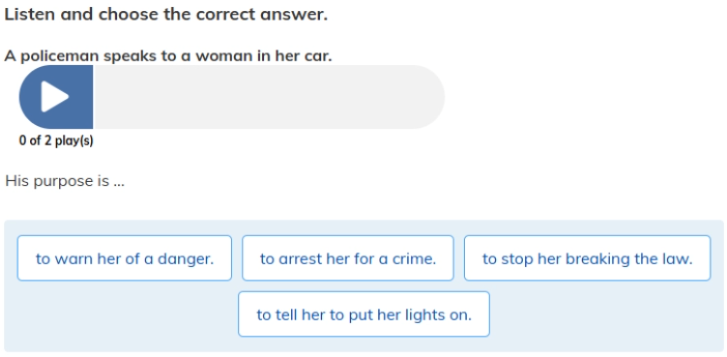 Listen and choose the correct answer.
A policeman speaks to a woman in her car.
0 of 2 play(s)
His purpose is ...
to warn her of a danger.
to arrest her for a crime.
to stop her breaking the law.
to tell her to put her lights on.